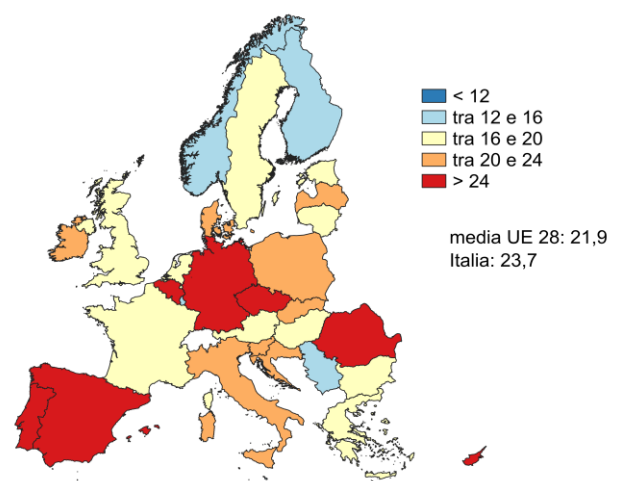 < 12
tra 12 e 16
tra 16 e 20
tra 20 e 24
> 24
media UE 28: 21,9
Italia: 23,7